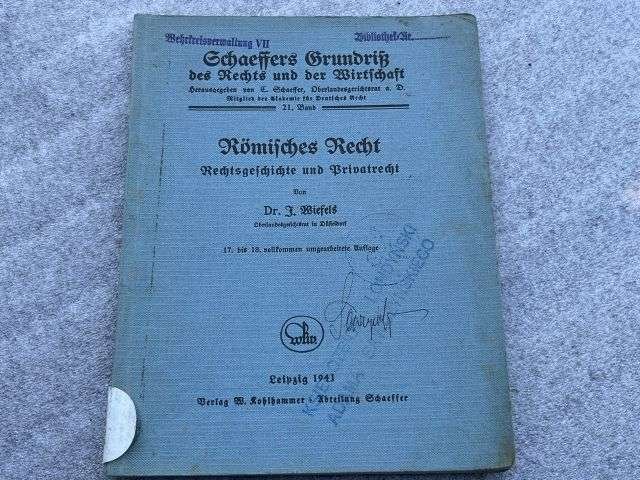 Wehrkreisverwaltung VII
Bibliothek-Nr.
Schaeffers Grundriß
des Rechts und der Wirtschaft
Herausgegeben von C. Schaeffer, Oberlandesgerichtsrat a. D.
Mitglied der Akademie für Deutsches Recht
21. Band
Römisches Recht
Rechtsgeschichte und Privatrecht
Von
Dr. J. Wiefels
Oberlandesgerichtsrat in Düsseldorf
17. bis 18. vollkommen umgearbeitete Auflage
Leipzig 1941
Verlag W. Kohlhammer • Abteilung Schaeffer